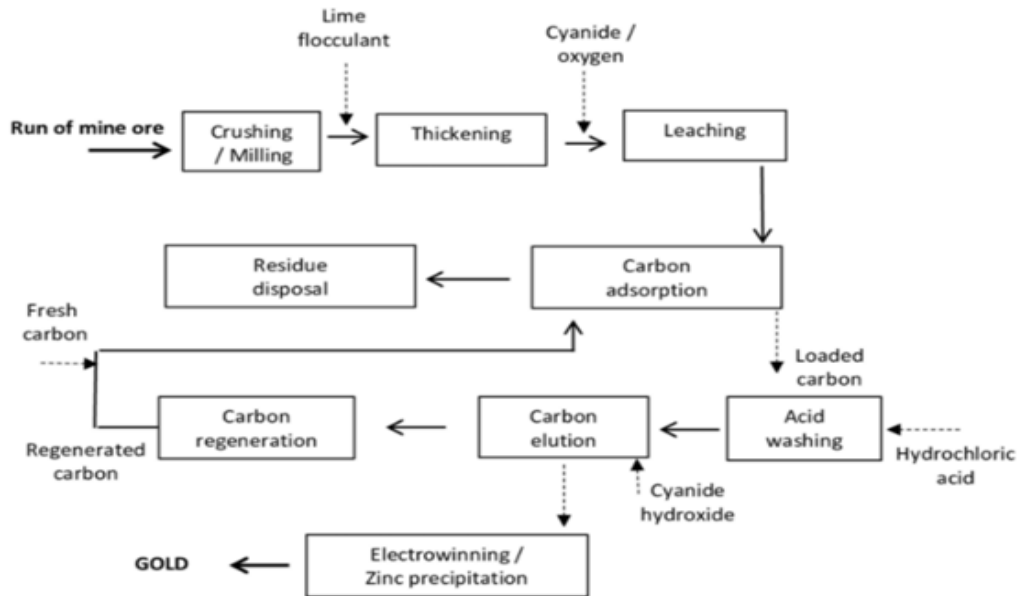 Lime
flocculant
Cyanide /
oxygen
Run of mine ore
Crushing
/ Milling
Thickening
Leaching
Residue
disposal
Carbon
adsorption
Fresh
carbon
Loaded
carbon
Carbon
regeneration
Carbon
elution
Acid
washing
Regenerated
carbon
Hydrochloric
acid
Cyanide
hydroxide
GOLD
Electrowinning /
Zinc precipitation